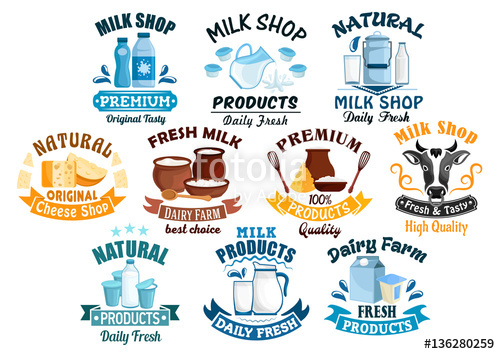 MILK SHOP
PREMIUM
Original Tasty
MILK SHOP
PRODUCTS
Daily Fresh
NATURAL
MILK SHOP
Daily Fresh
NATURAL
ORIGINAL
Cheese Shop
FRESH MILK
DAIRY FARM
best choice
PREMIUM
100%
PRODUCTS
Quality
Milk Shop
Fresh & Tasty
High Quality
NATURAL
PRODUCTS
Daily Fresh
MILK
PRODUCTS
DAILY FRESH
Dairy Farm
FRESH
PRODUCTS
fotolia
136280259